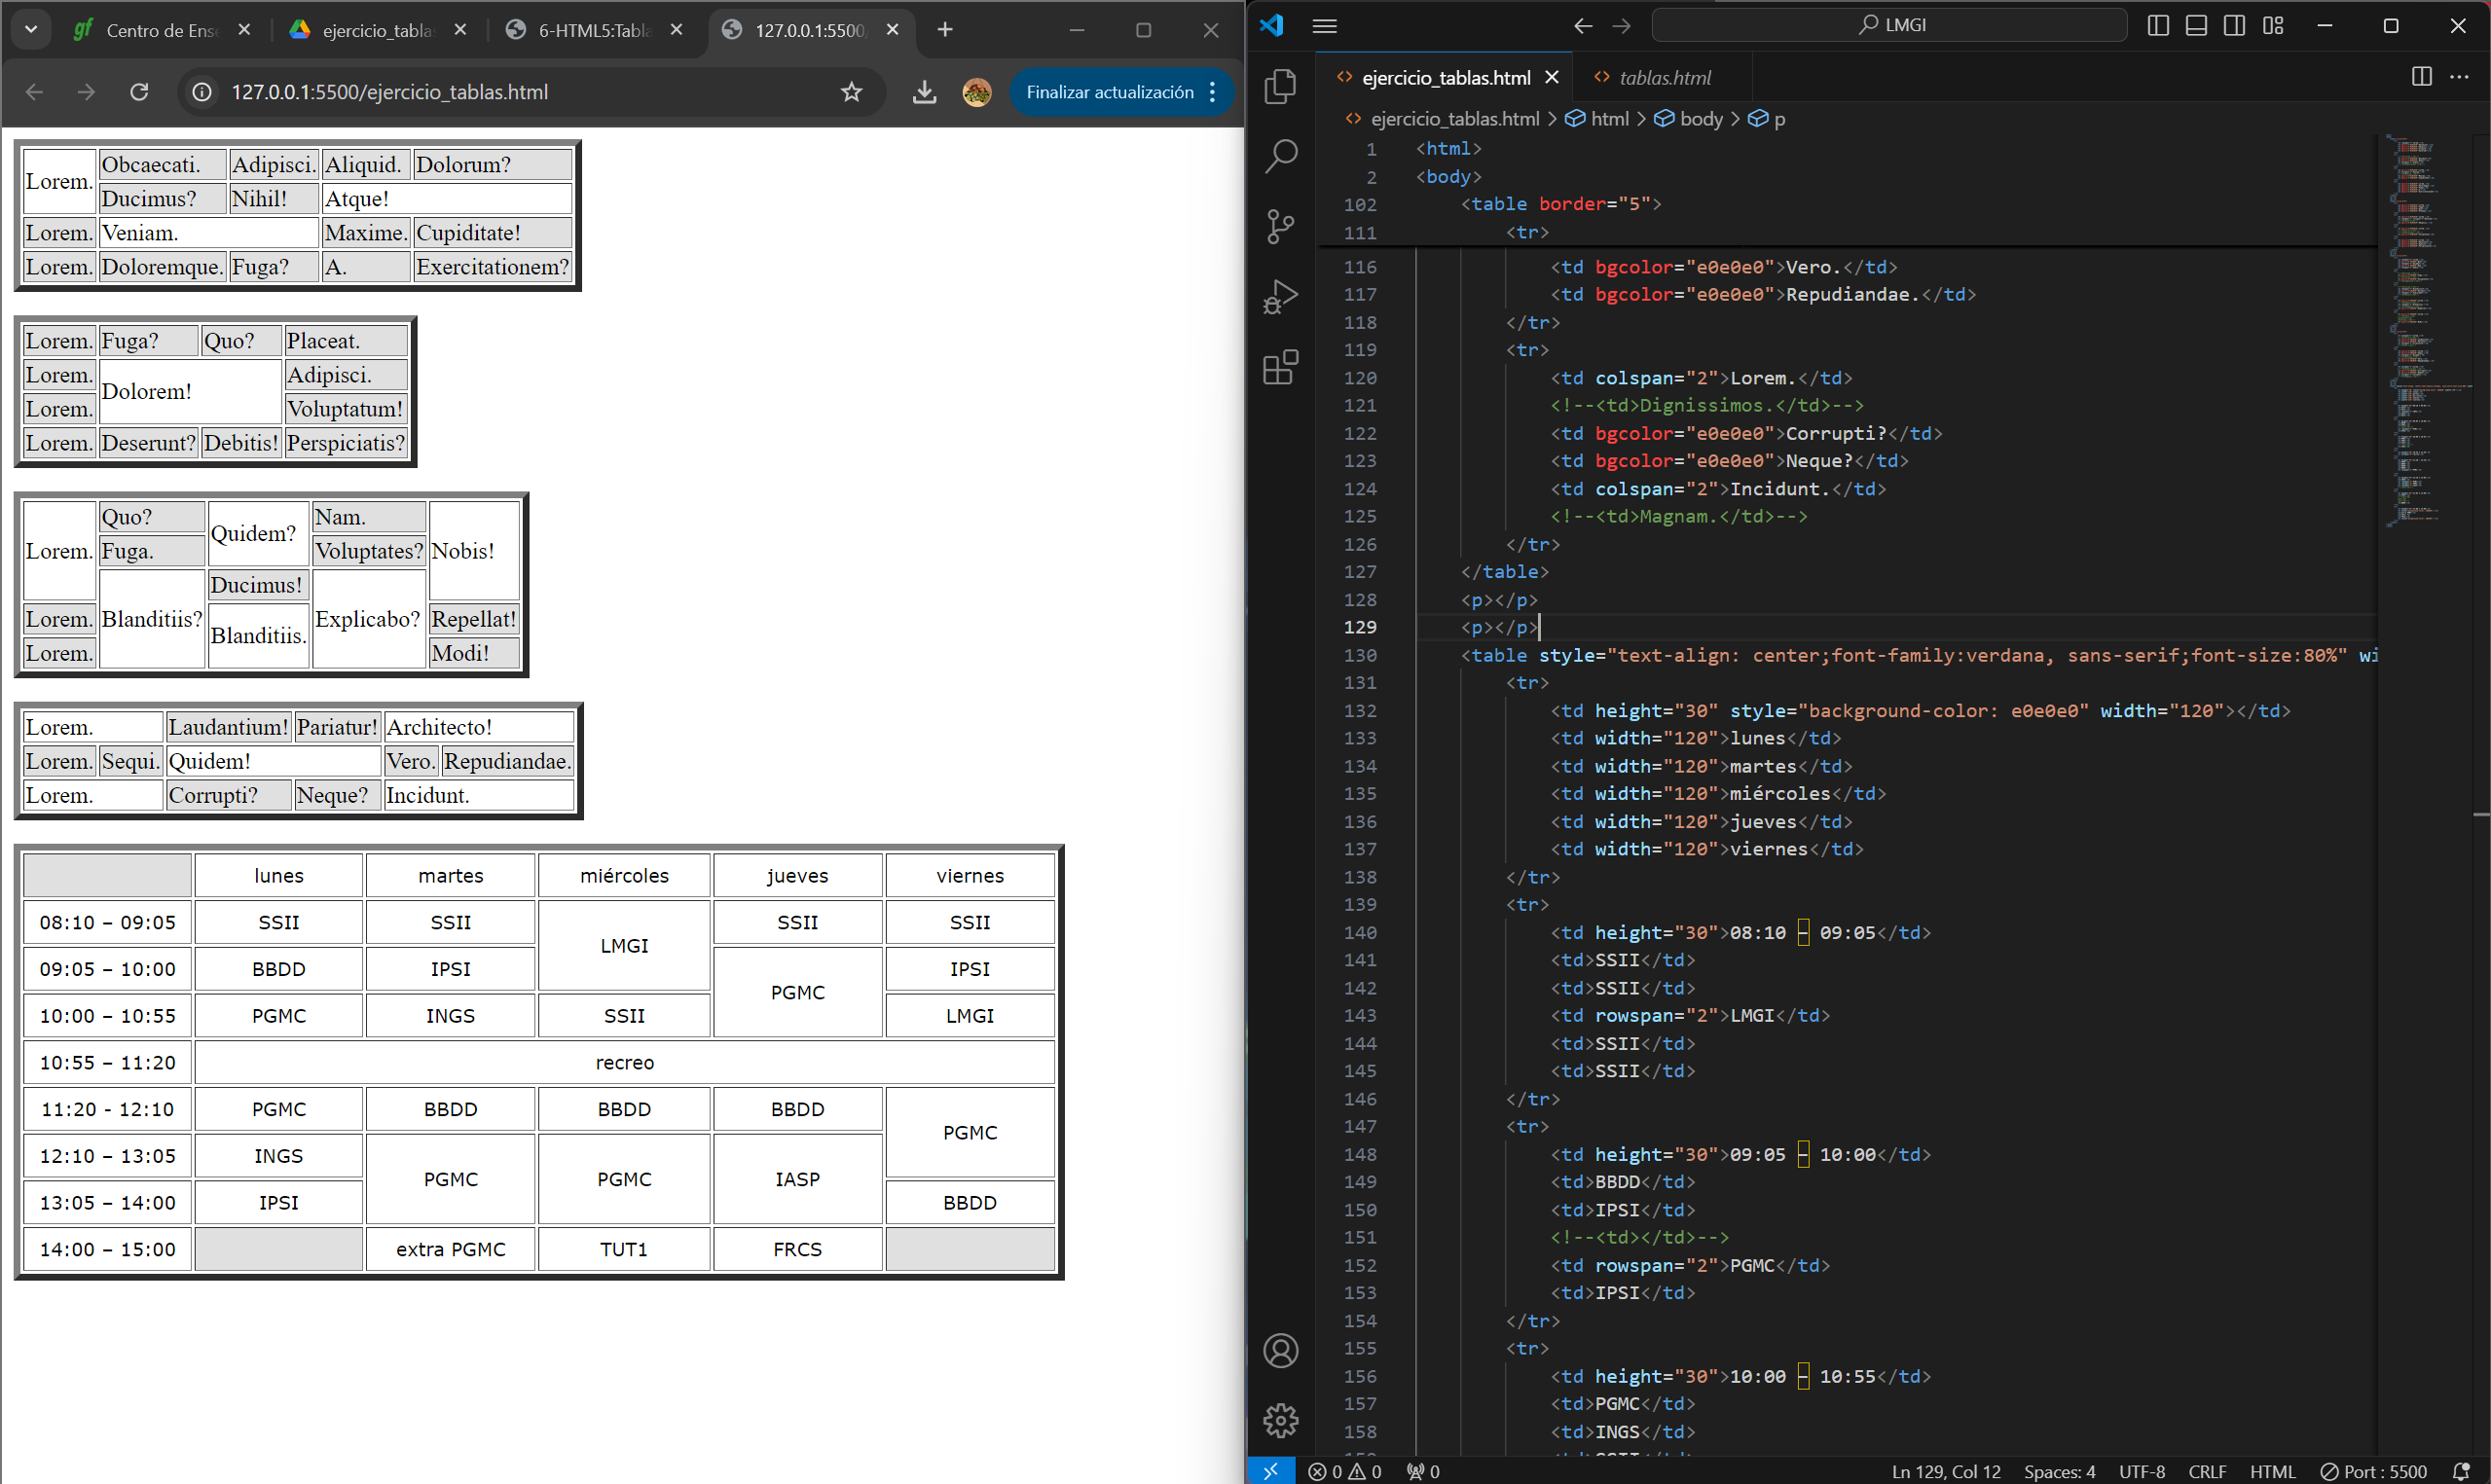 Centro de Ense
ejercicio_tablas
6-HTML5:Tabla
127.0.0.1:5500/
127.0.0.1:5500/ejercicio_tablas.html
Finalizar actualización
Lorem. Obcaecati. Adipisci. Aliquid. Dolorum?
Ducimus? Nihil! Atque!
Lorem. Veniam. Maxime. Cupiditate!
Lorem. Doloremque. Fuga? A. Exercitationem?
Lorem. Fuga? Quo? Placeat.
Lorem. Dolorem! Adipisci.
Lorem. Voluptatum!
Lorem. Deserunt? Debitis! Perspiciatis?
Lorem. Quo? Quidem? Nam. Nobis!
Fuga. Voluptates?
Blanditiis? Ducimus! Explicabo?
Lorem. Blanditiis. Repellat!
Lorem. Modi!
Lorem. Laudantium! Pariatur! Architecto!
Lorem. Sequi. Quidem! Vero. Repudiandae.
Lorem. Corrupti? Neque? Incidunt.
lunes martes miércoles jueves viernes
08:10 – 09:05 SSII SSII LMGI SSII SSII
09:05 – 10:00 BBDD IPSI PGMC IPSI
10:00 – 10:55 PGMC INGS SSII LMGI
10:55 – 11:20 recreo
11:20 - 12:10 PGMC BBDD BBDD BBDD PGMC
12:10 – 13:05 INGS PGMC PGMC IASP
13:05 – 14:00 IPSI BBDD
14:00 – 15:00 extra PGMC TUT1 FRCS
LMGI
ejercicio_tablas.html
tablas.html
ejercicio_tablas.html > html > body > p
1 <html>
2 <body>
102 <table border="5">
111 <tr>
116 <td bgcolor="e0e0e0">Vero.</td>
117 <td bgcolor="e0e0e0">Repudiandae.</td>
118 </tr>
119 <tr>
120 <td colspan="2">Lorem.</td>
121 <!--<td>Dignissimos.</td>-->
122 <td bgcolor="e0e0e0">Corrupti?</td>
123 <td bgcolor="e0e0e0">Neque?</td>
124 <td colspan="2">Incidunt.</td>
125 <!--<td>Magnam.</td>-->
126 </tr>
127 </table>
128 <p></p>
129 <p></p>
130 <table style="text-align: center;font-family:verdana, sans-serif;font-size:80%" wi
131 <tr>
132 <td height="30" style="background-color: e0e0e0" width="120"></td>
133 <td width="120">lunes</td>
134 <td width="120">martes</td>
135 <td width="120">miércoles</td>
136 <td width="120">jueves</td>
137 <td width="120">viernes</td>
138 </tr>
139 <tr>
140 <td height="30">08:10 – 09:05</td>
141 <td>SSII</td>
142 <td>SSII</td>
143 <td rowspan="2">LMGI</td>
144 <td>SSII</td>
145 <td>SSII</td>
146 </tr>
147 <tr>
148 <td height="30">09:05 – 10:00</td>
149 <td>BBDD</td>
150 <td>IPSI</td>
151 <!--<td></td>-->
152 <td rowspan="2">PGMC</td>
153 <td>IPSI</td>
154 </tr>
155 <tr>
156 <td height="30">10:00 – 10:55</td>
157 <td>PGMC</td>
158 <td>INGS</td>
0 0 0 Ln 129, Col 12 Spaces: 4 UTF-8 CRLF HTML Port : 5500